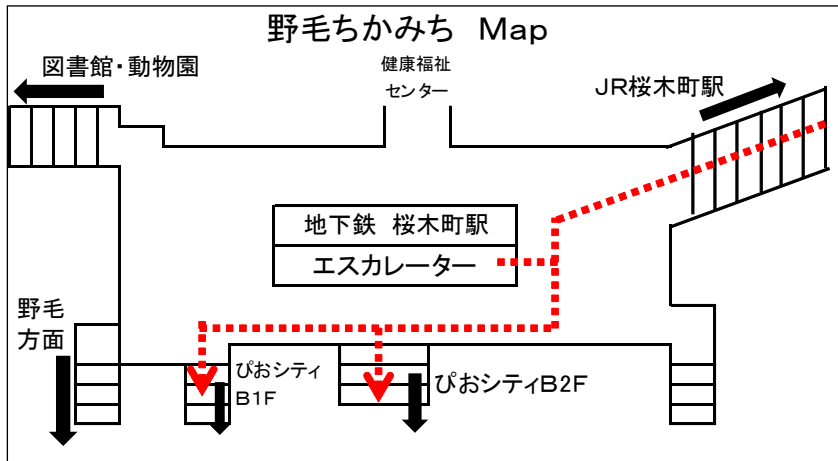 野毛ちかみち Map
図書館・動物園
健康福祉
センター
JR桜木町駅
地下鉄 桜木町駅
エスカレーター
野毛
方面
ぴおシティ
B1F
ぴおシティB2F